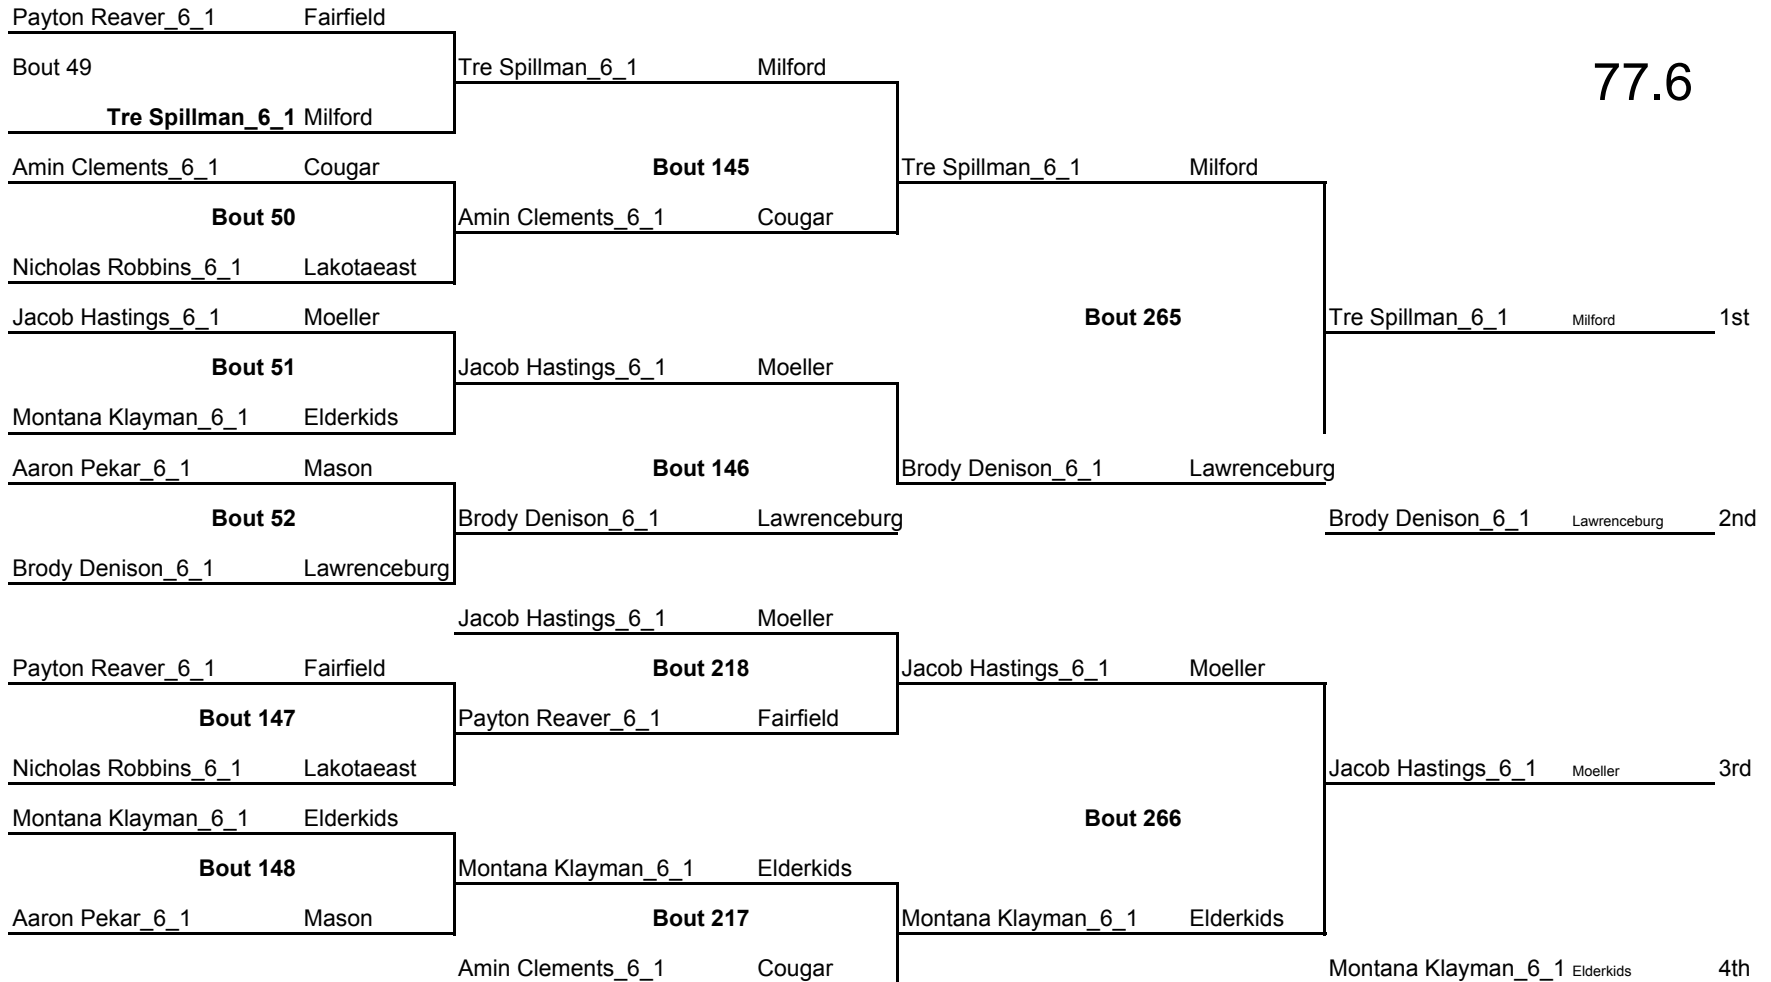 Payton Reaver_6_1 Fairfield
Bout 49 Tre Spillman_6_1 Milford 77.6
Tre Spillman_6_1 Milford
Amin Clements_6_1 Cougar Bout 145 Tre Spillman_6_1 Milford
Bout 50 Amin Clements_6_1 Cougar
Nicholas Robbins_6_1 Lakotaeast
Jacob Hastings_6_1 Moeller Bout 265 Tre Spillman_6_1 Milford 1st
Bout 51 Jacob Hastings_6_1 Moeller
Montana Klayman_6_1 Elderkids
Aaron Pekar_6_1 Mason Bout 146 Brody Denison_6_1 Lawrenceburg
Bout 52 Brody Denison_6_1 Lawrenceburg Brody Denison_6_1 Lawrenceburg 2nd
Brody Denison_6_1 Lawrenceburg
Jacob Hastings_6_1 Moeller
Payton Reaver_6_1 Fairfield Bout 218 Jacob Hastings_6_1 Moeller
Bout 147 Payton Reaver_6_1 Fairfield
Nicholas Robbins_6_1 Lakotaeast Jacob Hastings_6_1 Moeller 3rd
Montana Klayman_6_1 Elderkids Bout 266
Bout 148 Montana Klayman_6_1 Elderkids
Aaron Pekar_6_1 Mason Bout 217 Montana Klayman_6_1 Elderkids
Amin Clements_6_1 Cougar Montana Klayman_6_1 Elderkids 4th